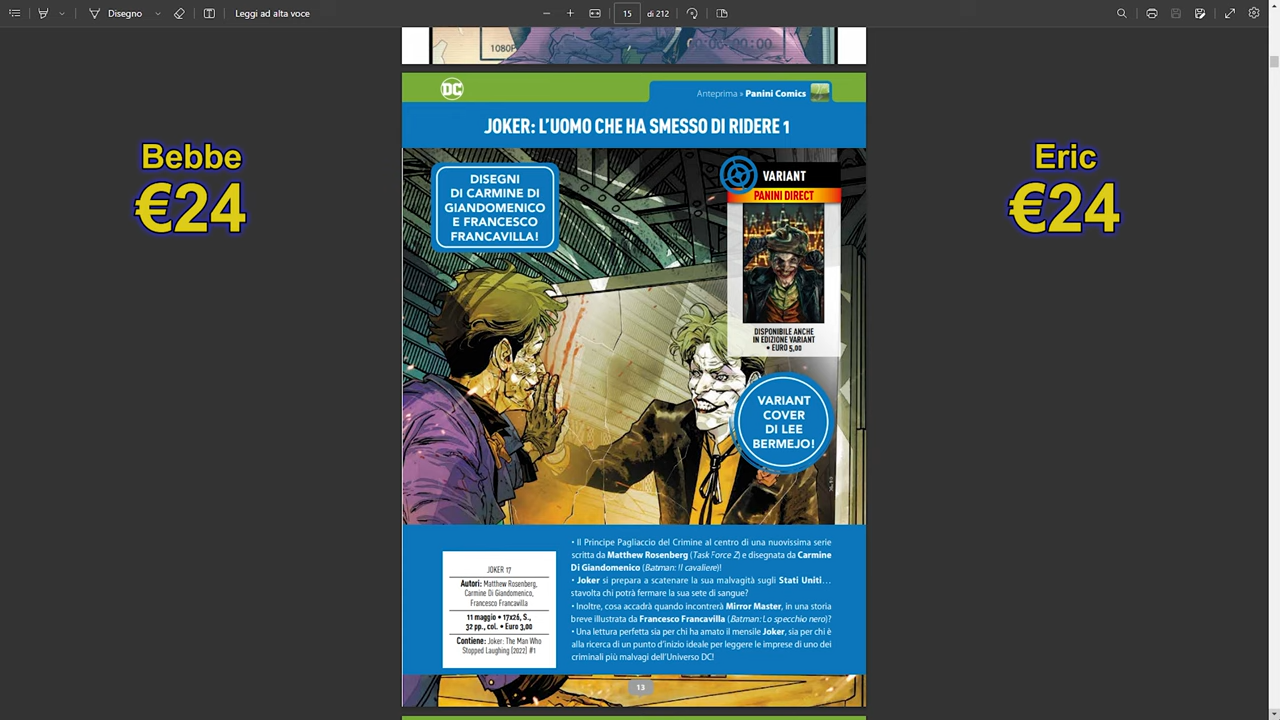 Disegno
Leggi ad alta voce
15
di 212
1080P
00:00:00:00
DC
Anteprima » Panini Comics
JOKER: L'UOMO CHE HA SMESSO DI RIDERE 1
Bebbe
€24
Eric
€24
DISEGNI
DI CARMINE DI
GIANDOMENICO
E FRANCESCO
FRANCAVILLA!
VARIANT
PANINI DIRECT
DISPONIBILE ANCHE
IN EDIZIONE VARIANT
• EURO 5,00
VARIANT
COVER
DI LEE
BERMEJO!
JOKER 17
Autori: Matthew Rosenberg,
Carmine Di Giandomenico,
Francesco Francavilla
11 maggio • 17x26, S.,
32 pp., col. • Euro 3,00
Contiene: Joker: The Man Who
Stopped Laughing (2022) #1
• Il Principe Pagliaccio del Crimine al centro di una nuovissima serie
scritta da Matthew Rosenberg (Task Force Z) e disegnata da Carmine
Di Giandomenico (Batman: Il cavaliere)!
• Joker si prepara a scatenare la sua malvagità sugli Stati Uniti…
stavolta chi potrà fermare la sua sete di sangue?
• Inoltre, cosa accadrà quando incontrerà Mirror Master, in una storia
breve illustrata da Francesco Francavilla (Batman: Lo specchio nero)?
• Una lettura perfetta sia per chi ha amato il mensile Joker, sia per chi è
alla ricerca di un punto d'inizio ideale per leggere le imprese di uno dei
criminali più malvagi dell'Universo DC!
13